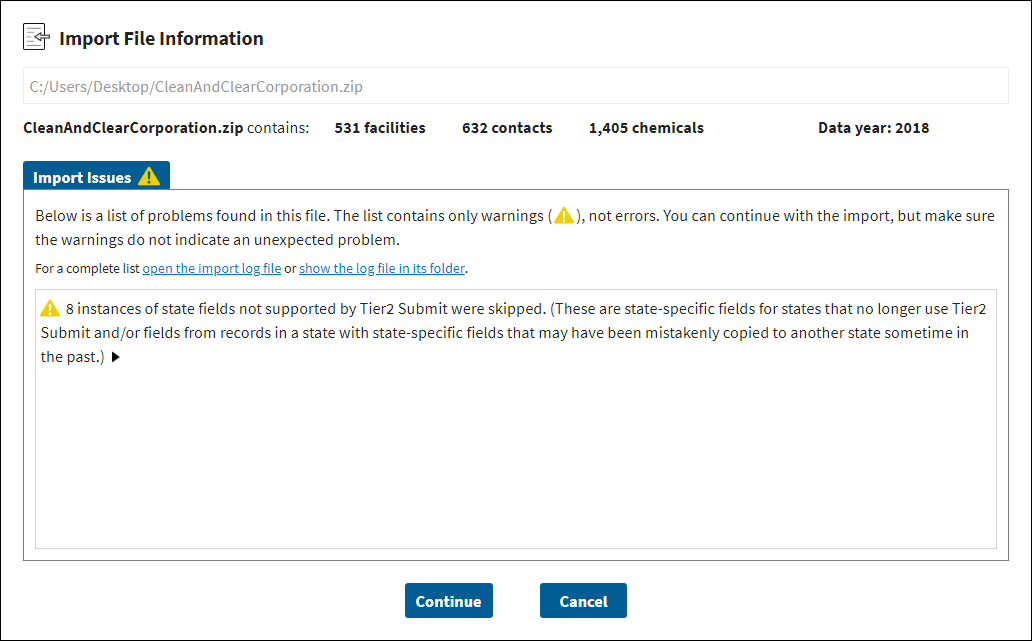 Import File Information
C:/Users/Desktop/CleanAndClearCorporation.zip
CleanAndClearCorporation.zip contains: 531 facilities 632 contacts 1,405 chemicals Data year: 2018
Import Issues
Below is a list of problems found in this file. The list contains only warnings ( ), not errors. You can continue with the import, but make sure
the warnings do not indicate an unexpected problem.
For a complete list open the import log file or show the log file in its folder.
8 instances of state fields not supported by Tier2 Submit were skipped. (These are state-specific fields for states that no longer use Tier2
Submit and/or fields from records in a state with state-specific fields that may have been mistakenly copied to another state sometime in
the past.)
Continue Cancel